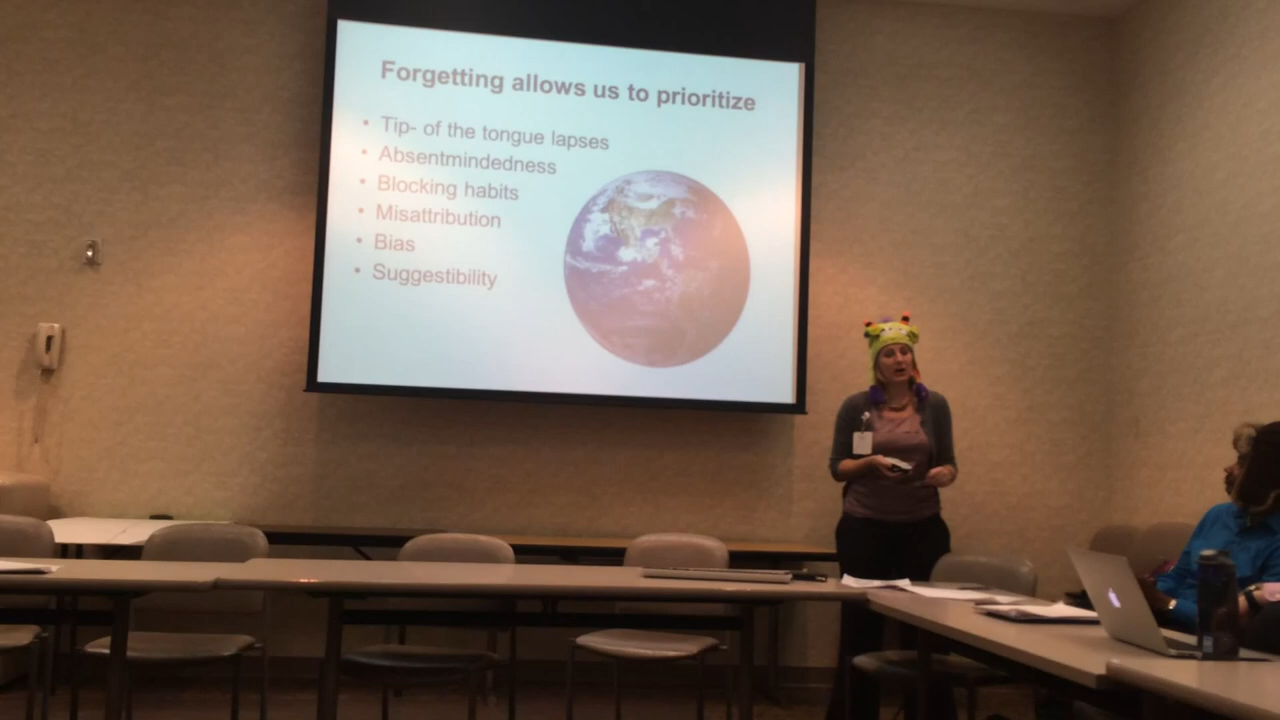 Forgetting allows us to prioritize
• Tip- of the tongue lapses
• Absentmindedness
• Blocking habits
• Misattribution
• Bias
• Suggestibility